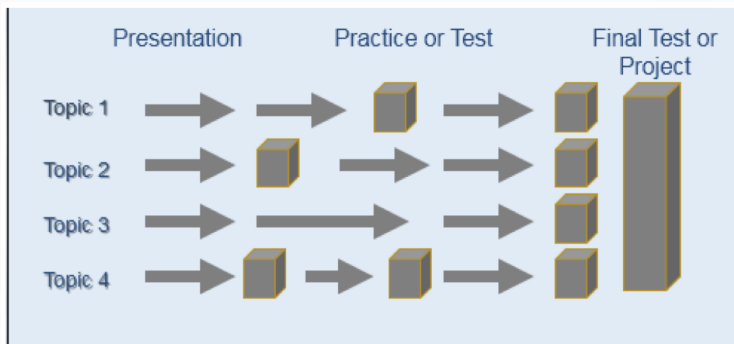 Presentation
Practice or Test
Final Test or
Project
Topic 1
Topic 2
Topic 3
Topic 4